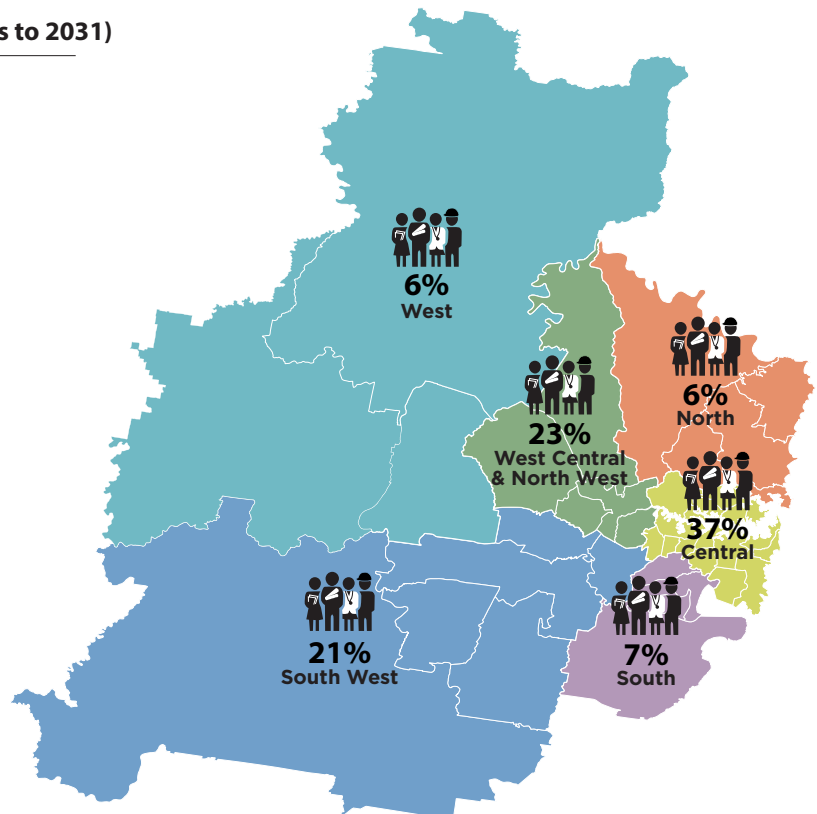 s to 2031)
6%
West
6%
North
23%
West Central
& North West
37%
Central
21%
South West
7%
South